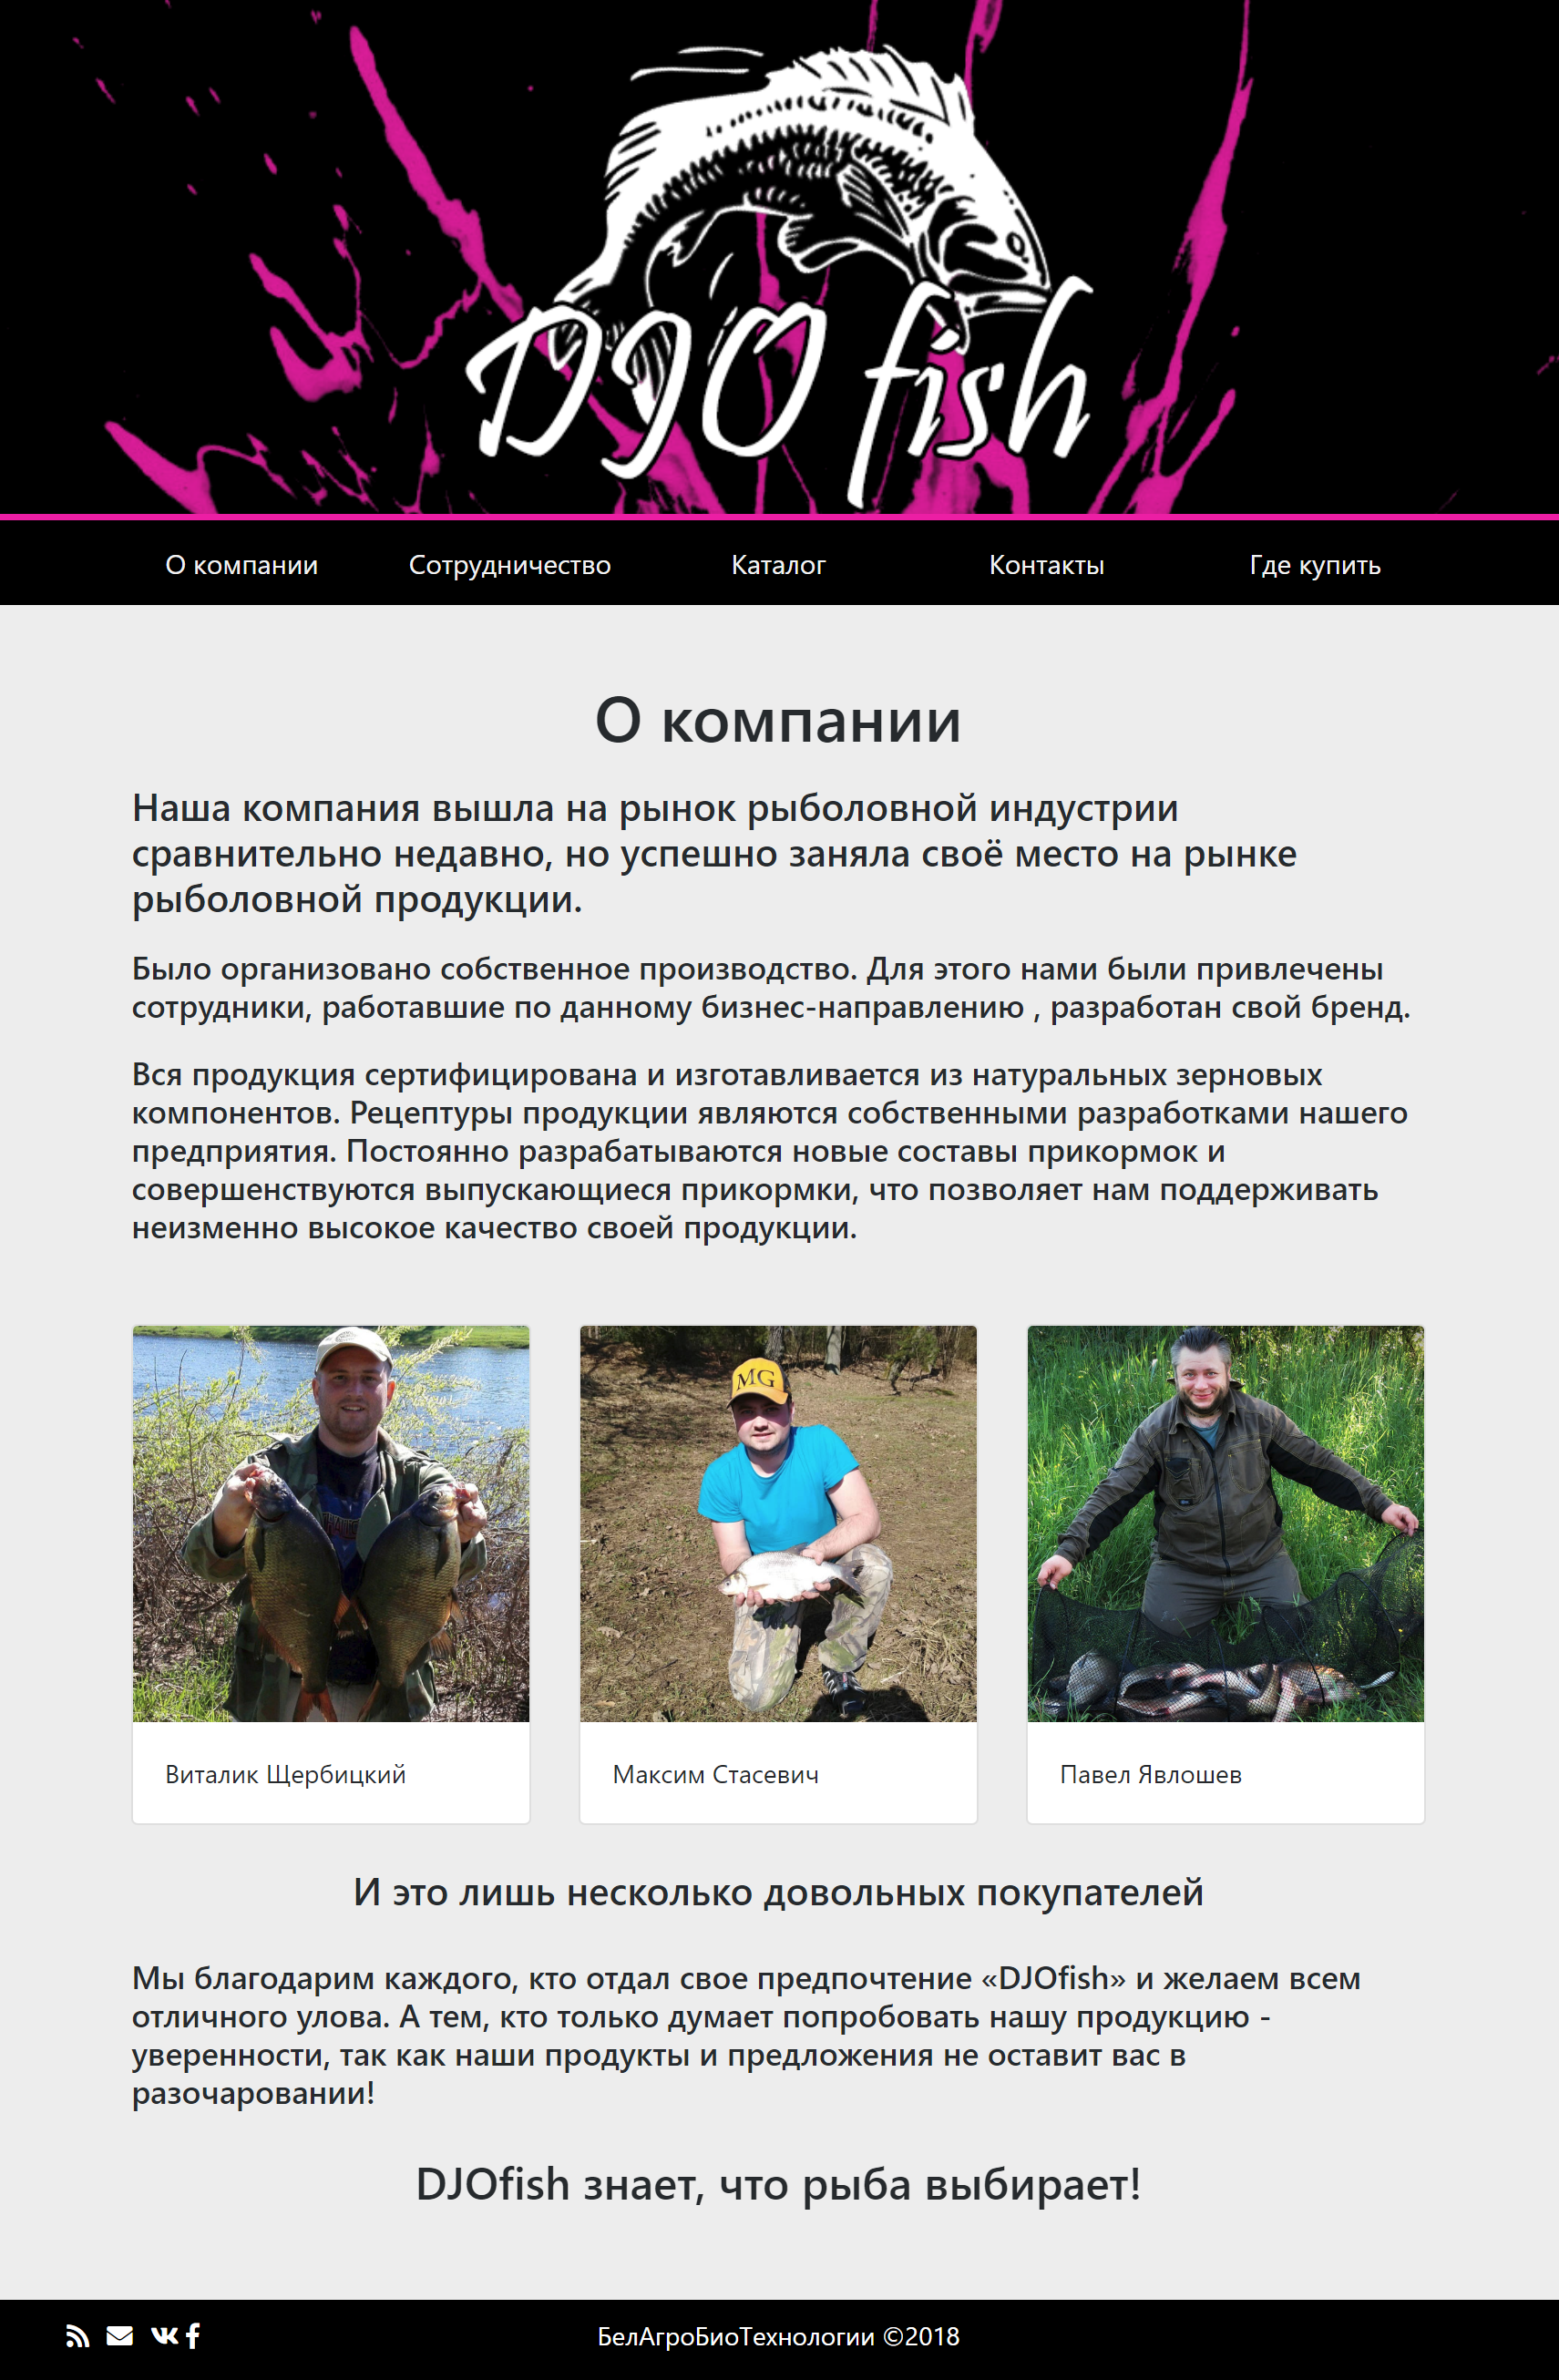 DJO fish
О компании
Сотрудничество
Каталог
Контакты
Где купить
О компании
Наша компания вышла на рынок рыболовной индустрии
сравнительно недавно, но успешно заняла своё место на рынке
рыболовной продукции.
Было организовано собственное производство. Для этого нами были привлечены
сотрудники, работавшие по данному бизнес-направлению , разработан свой бренд.
Вся продукция сертифицирована и изготавливается из натуральных зерновых
компонентов. Рецептуры продукции являются собственными разработками нашего
предприятия. Постоянно разрабатываются новые составы прикормок и
совершенствуются выпускающиеся прикормки, что позволяет нам поддерживать
неизменно высокое качество своей продукции.
MG
Виталик Щербицкий
Максим Стасевич
Павел Явлошев
И это лишь несколько довольных покупателей
Мы благодарим каждого, кто отдал свое предпочтение «DJOfish» и желаем всем
отличного улова. А тем, кто только думает попробовать нашу продукцию -
уверенности, так как наши продукты и предложения не оставит вас в
разочаровании!
DJOfish знает, что рыба выбирает!
БелАгроБиоТехнологии ©2018